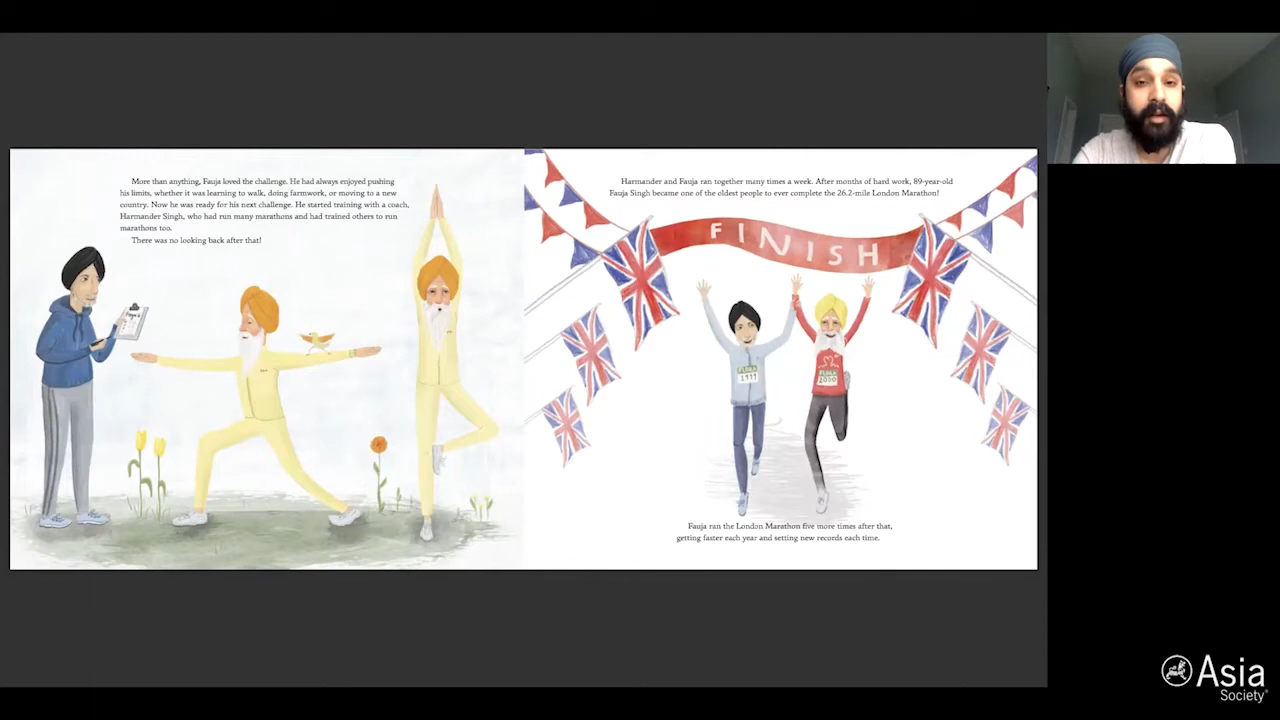 More than anything, Fauja loved the challenge. He had always enjoyed pushing
his limits, whether it was learning to walk, doing farmwork, or moving to a new
country. Now he was ready for his next challenge. He started training with a coach,
Harmander Singh, who had run many marathons and had trained others to run
marathons too.
There was no looking back after that!
Harmander and Fauja ran together many times a week. After months of hard work, 89-year-old
Fauja Singh became one of the oldest people to ever complete the 26.2-mile London Marathon!
FINISH
FLORA
1999
FLORA
2000
Fauja ran the London Marathon five more times after that,
getting faster each year and setting new records each time.
Asia
Society